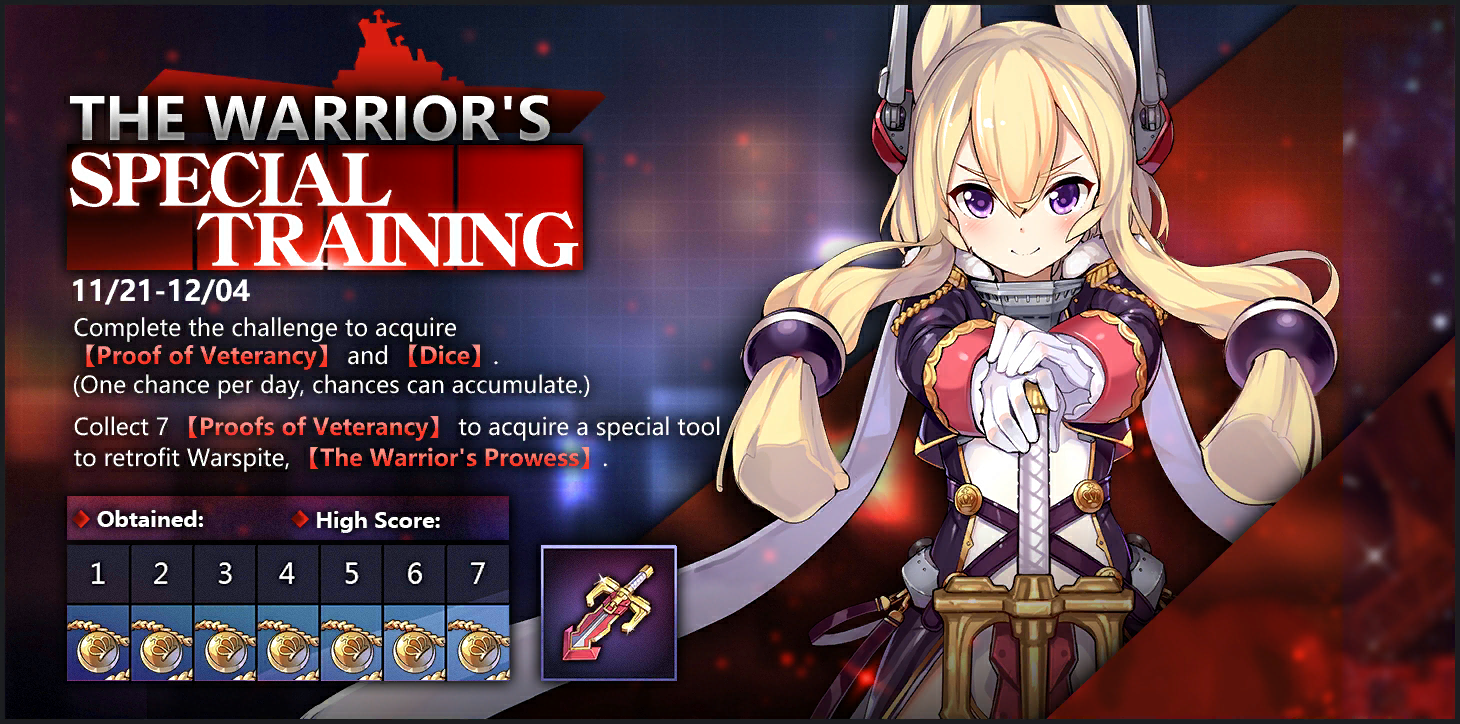 THE WARRIOR'S
SPECIAL
TRAINING
11/21-12/04
Complete the challenge to acquire
【Proof of Veterancy】 and 【Dice】.
(One chance per day, chances can accumulate.)
Collect 7 【Proofs of Veterancy】 to acquire a special tool
to retrofit Warspite, 【The Warrior's Prowess】.
Obtained: High Score:
1 2 3 4 5 6 7